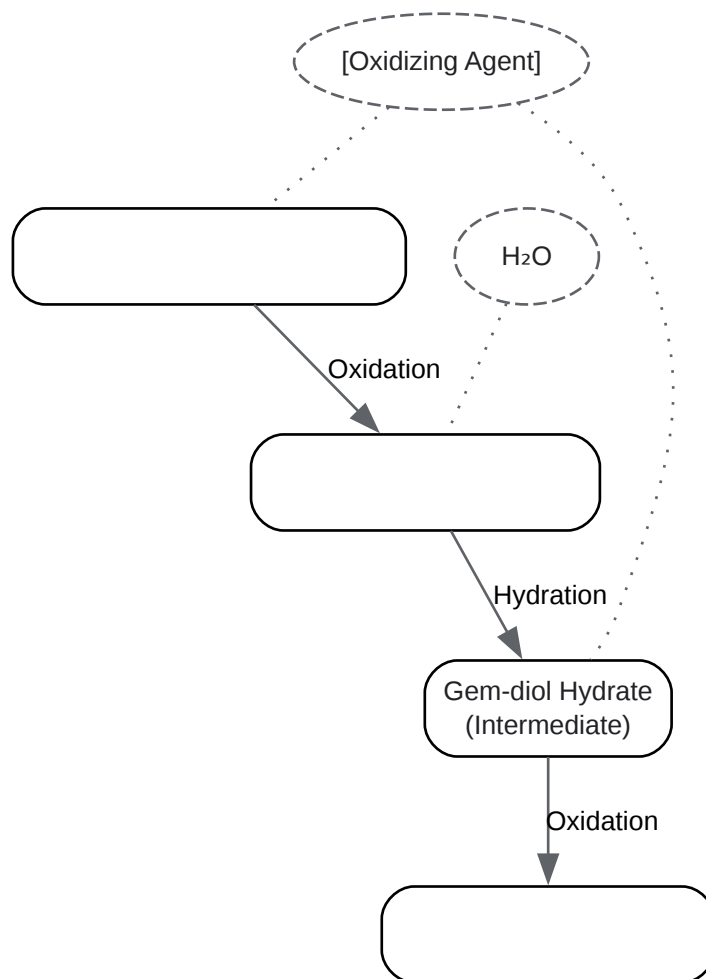 [Oxidizing Agent]
H₂O
Oxidation
Hydration
Gem-diol Hydrate
(Intermediate)
Oxidation